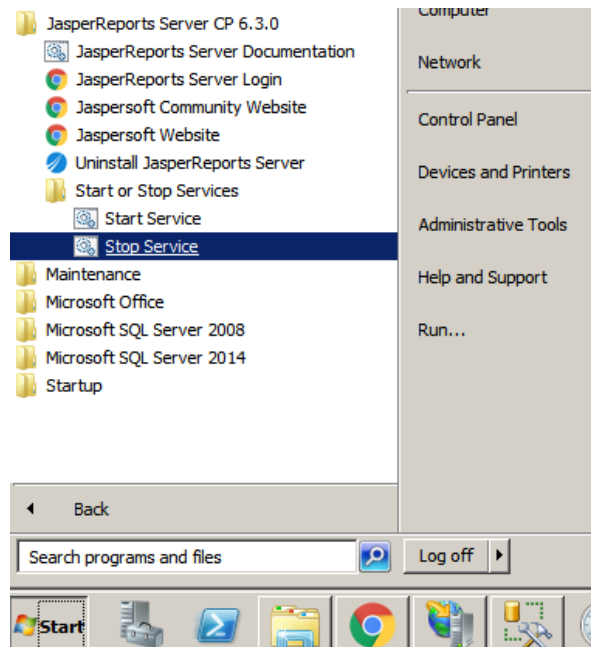 JasperReports Server CP 6.3.0
JasperReports Server Documentation
JasperReports Server Login
Jaspersoft Community Website
Jaspersoft Website
Uninstall JasperReports Server
Start or Stop Services
Start Service
Stop Service
Maintenance
Microsoft Office
Microsoft SQL Server 2008
Microsoft SQL Server 2014
Startup
Back
Search programs and files
Computer
Network
Control Panel
Devices and Printers
Administrative Tools
Help and Support
Run...
Log off
Start